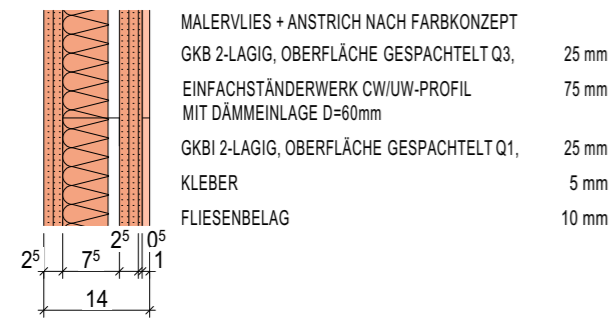 MALERVLIES + ANSTRICH NACH FARBKONZEPT
GKB 2-LAGIG, OBERFLÄCHE GESPACHTELT Q3, 25 mm
EINFACHSTÄNDERWERK CW/UW-PROFIL 75 mm
MIT DÄMMEINLAGE D=60mm
GKBI 2-LAGIG, OBERFLÄCHE GESPACHTELT Q1, 25 mm
KLEBER 5 mm
FLIESENBELAG 10 mm
2⁵ 0⁵
2⁵ 7⁵ 1
14